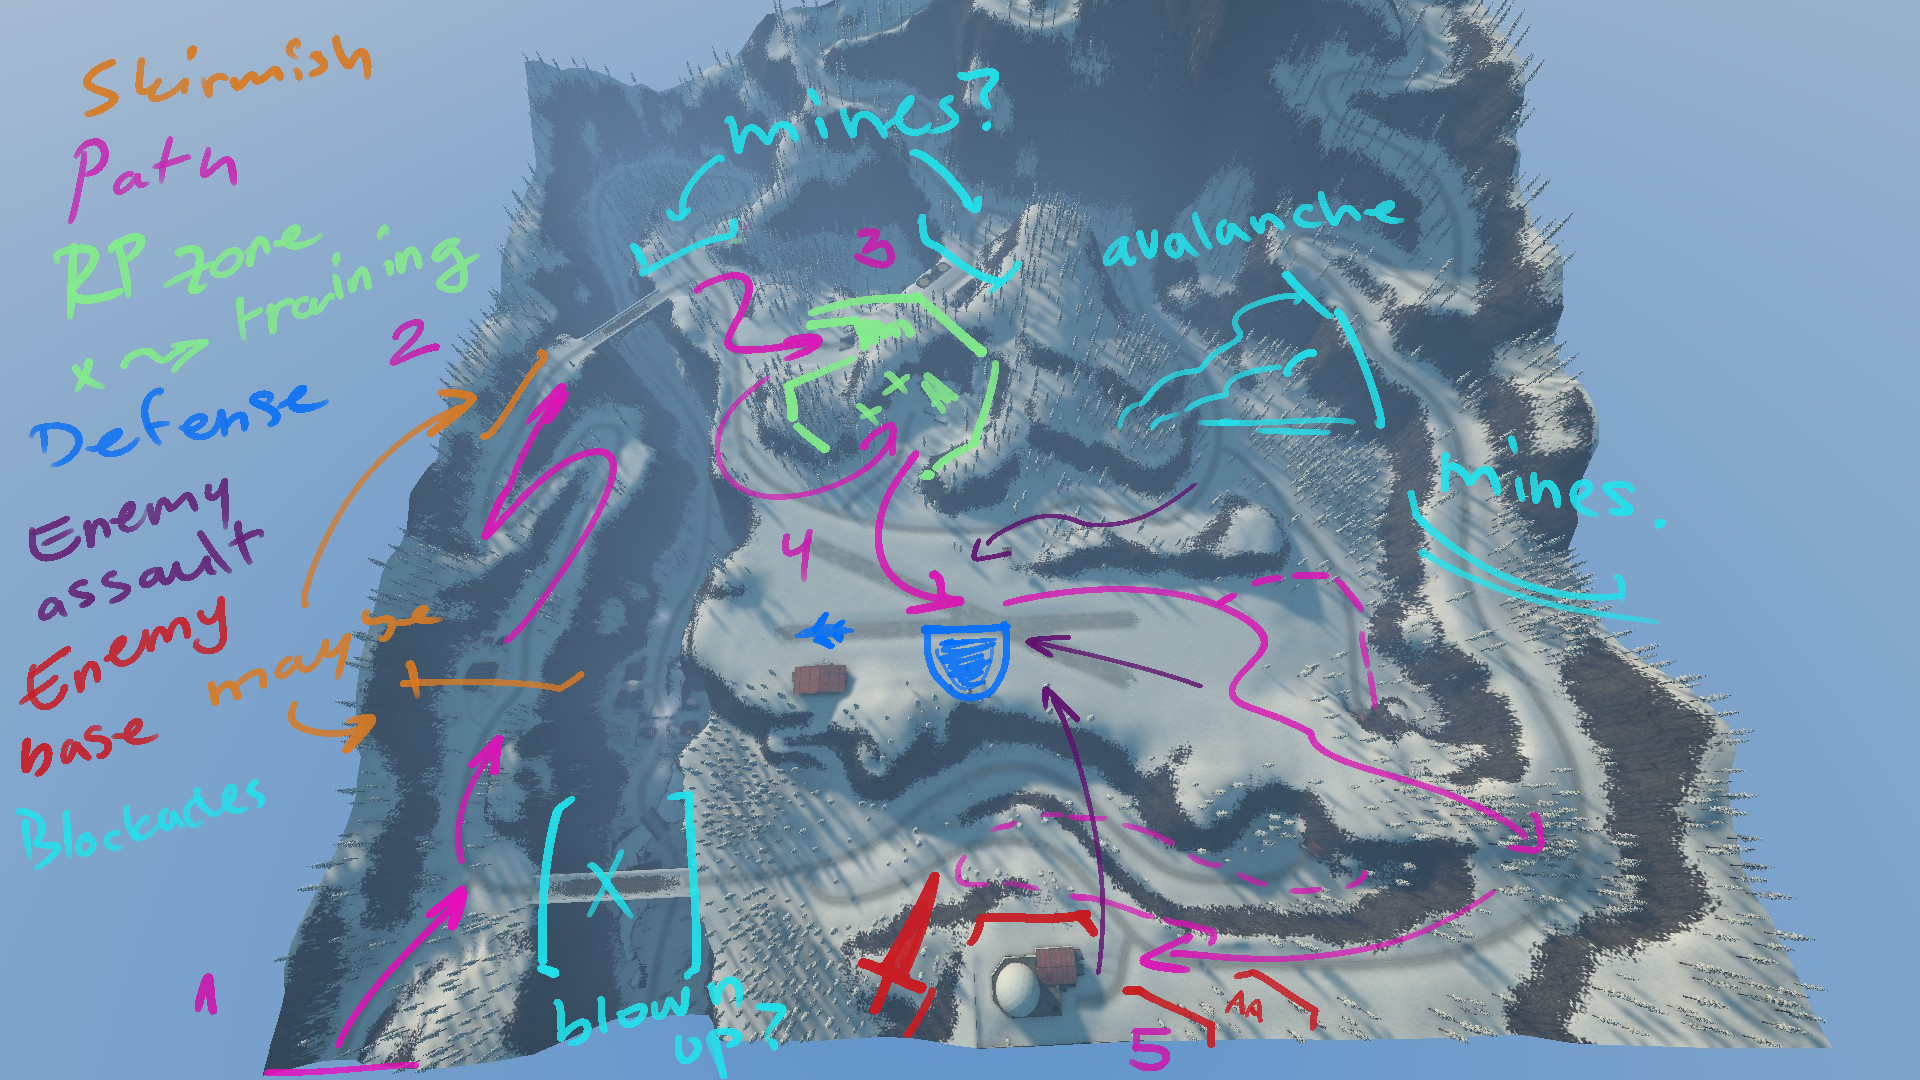 Skirmish
Path
RP zone
x → training
Defense
Enemy
assault
Enemy
base
Blockades
maybe
mines?
avalanche
mines.
blown
up?
1
2
3
4
5
X
x x
AA